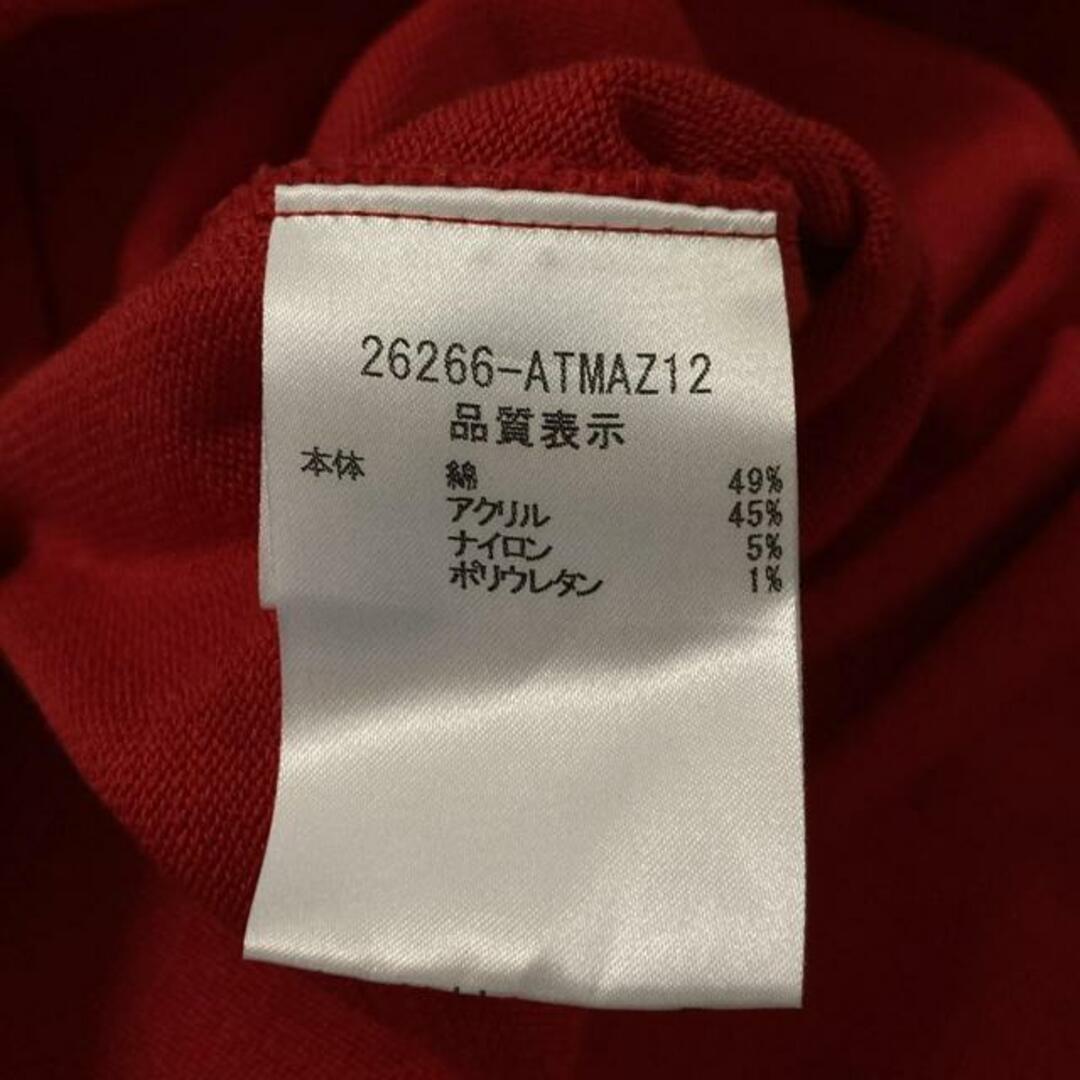 26266-ATMAZ12
品質表示
本体 綿 49%
アクリル 45%
ナイロン 5%
ポリウレタン 1%